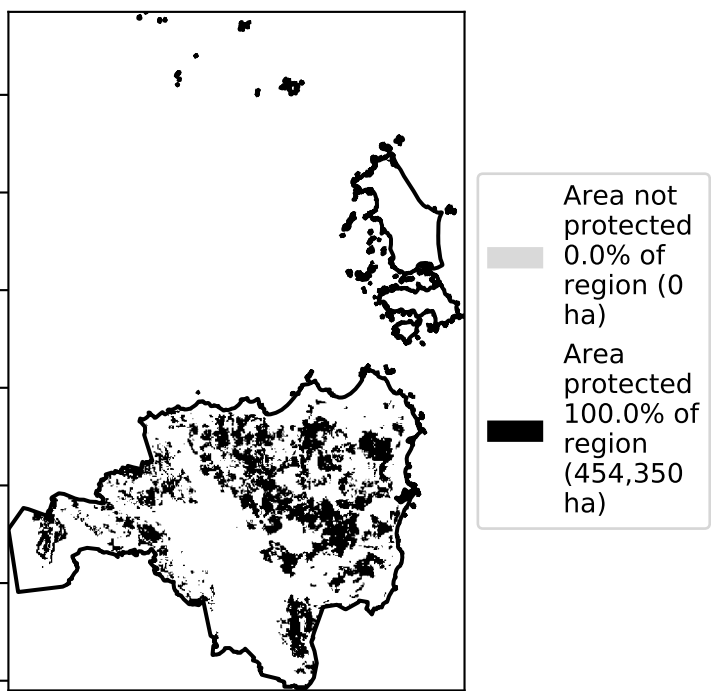 Area not
protected
0.0% of
region (0
ha)
Area
protected
100.0% of
region
(454,350
ha)